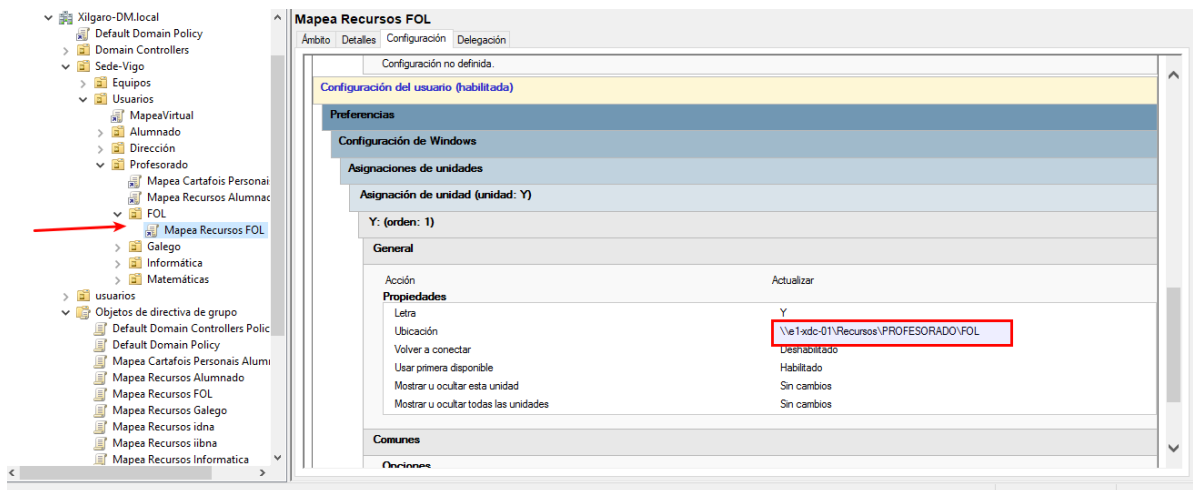 Xilgaro-DM.local
Default Domain Policy
Domain Controllers
Sede-Vigo
Equipos
Usuarios
MapeaVirtual
Alumnado
Dirección
Profesorado
Mapea Cartafois Personai
Mapea Recursos Alumnad
FOL
Mapea Recursos FOL
Galego
Informática
Matemáticas
usuarios
Objetos de directiva de grupo
Default Domain Controllers Polic
Default Domain Policy
Mapea Cartafois Personais Alumn
Mapea Recursos Alumnado
Mapea Recursos FOL
Mapea Recursos Galego
Mapea Recursos idna
Mapea Recursos iibna
Mapea Recursos Informatica
Mapea Recursos FOL
Ámbito Detalles Configuración Delegación
Configuración no definida.
Configuración del usuario (habilitada)
Preferencias
Configuración de Windows
Asignaciones de unidades
Asignación de unidad (unidad: Y)
Y: (orden: 1)
General
Acción Actualizar
Propiedades
Letra Y
Ubicación \\e1-xdc-01\Recursos\PROFESORADO\FOL
Volver a conectar Deshabilitado
Usar primera disponible Habilitado
Mostrar u ocultar esta unidad Sin cambios
Mostrar u ocultar todas las unidades Sin cambios
Comunes
Opciones